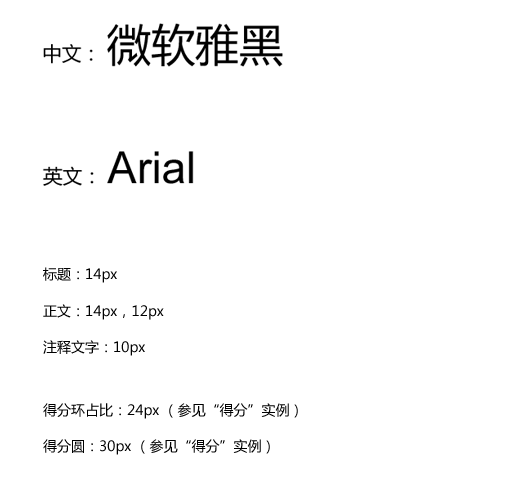 中文： 微软雅黑
英文： Arial
标题：14px
正文：14px，12px
注释文字：10px
得分环占比：24px（参见“得分”实例）
得分圆：30px（参见“得分”实例）